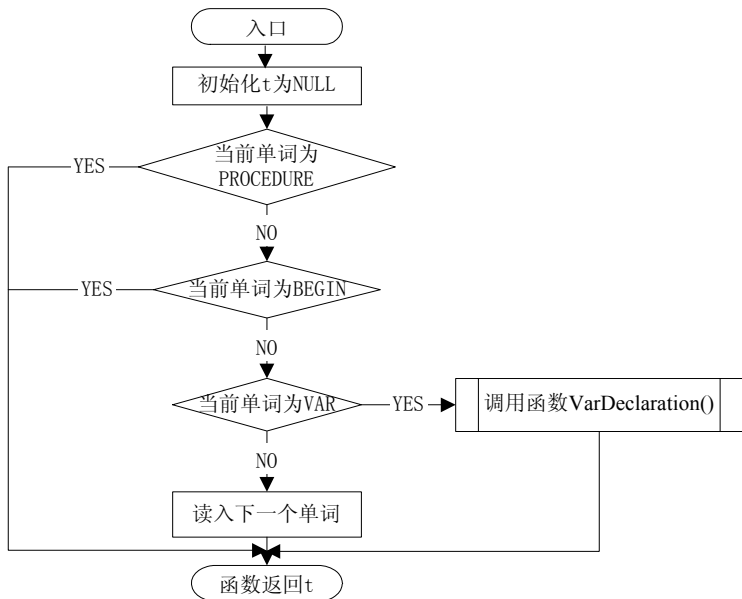 入口
初始化t为NULL
当前单词为
PROCEDURE
YES
NO
当前单词为BEGIN
YES
NO
当前单词为VAR
YES
调用函数VarDeclaration()
NO
读入下一个单词
函数返回t